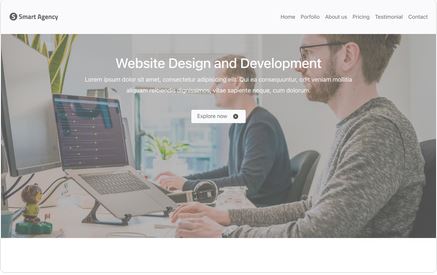 Smart Agency
Home Porfolio About us Pricing Testimonial Contact
Website Design and Development
Lorem ipsum dolor sit amet, consectetur adipisicing elit. Qui ea consequuntur, odit veniam mollitia
aliquam reiciendis dignissimos, vitae sapiente neque, cum dolorum.
Explore now